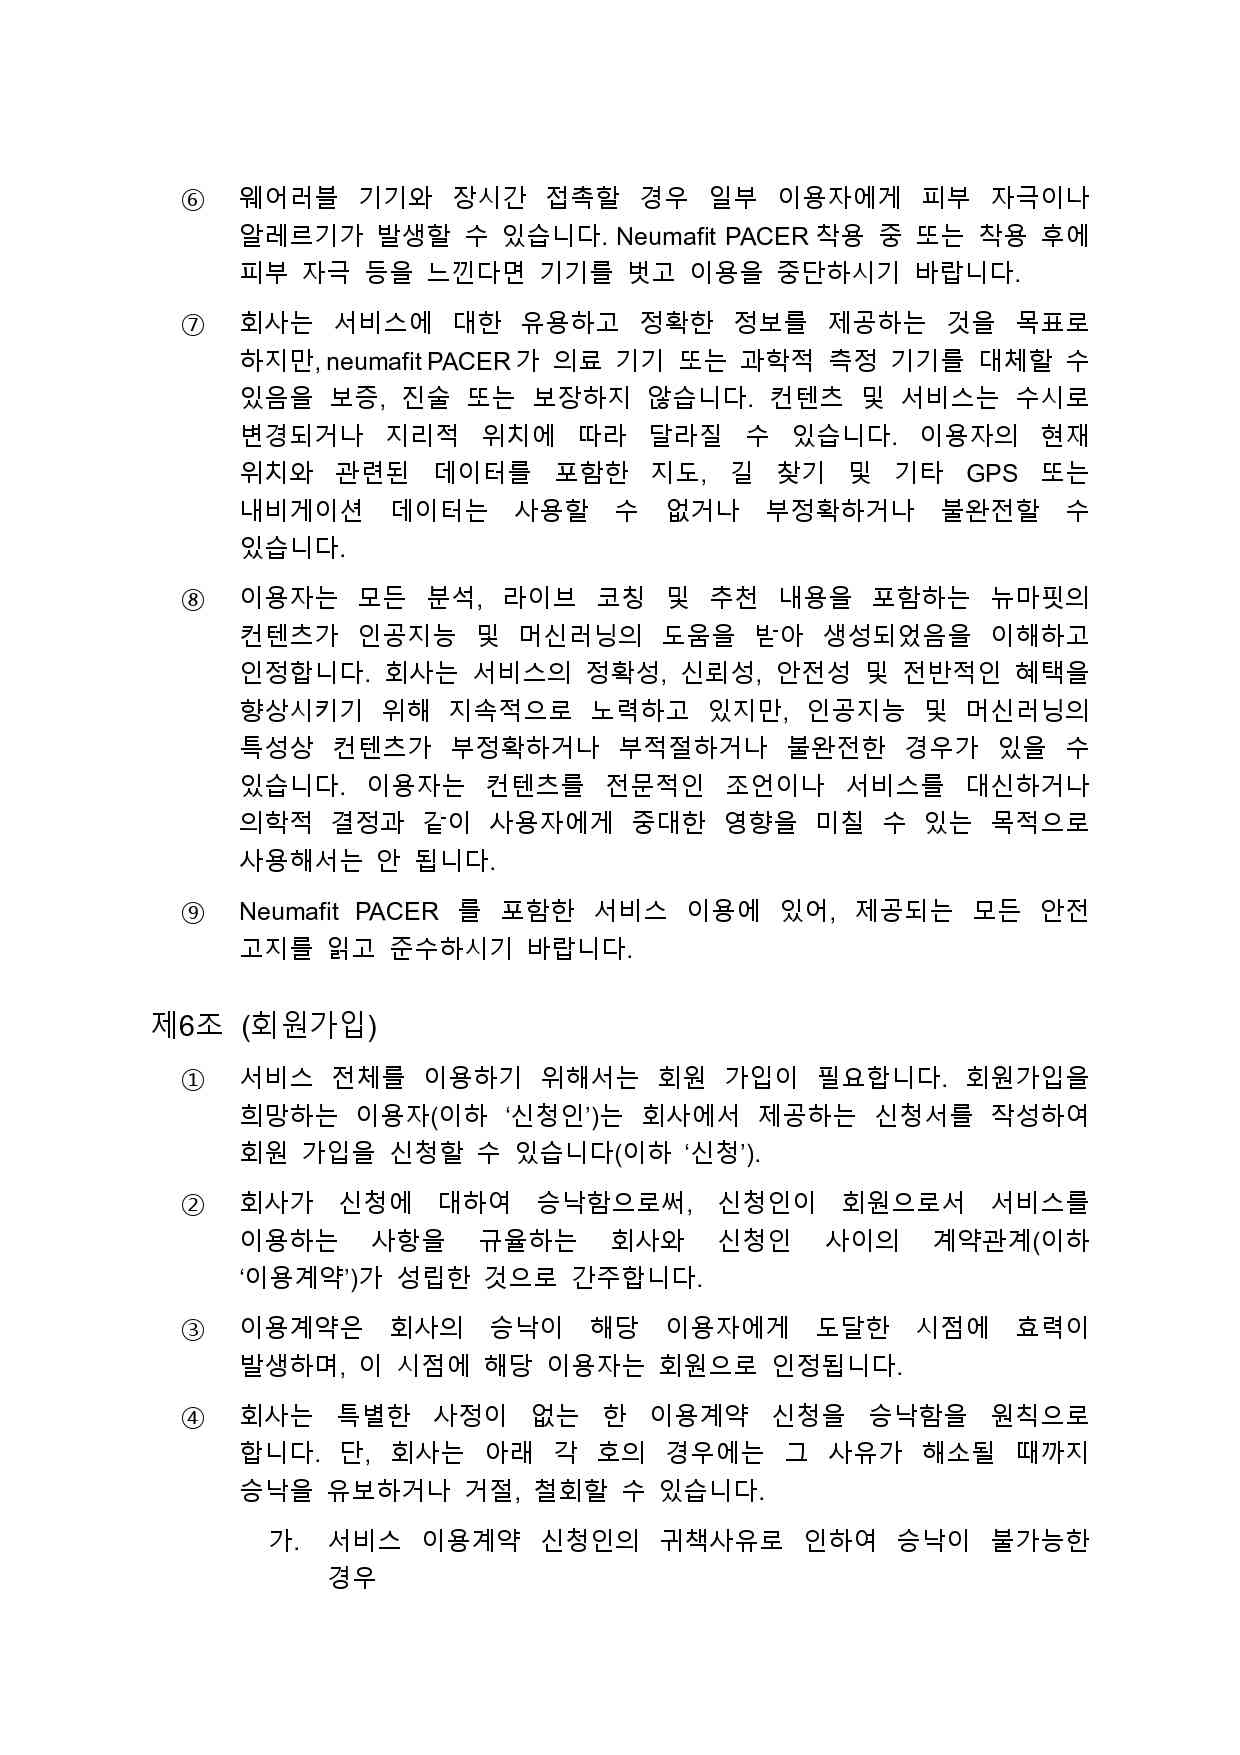 ⑥ 웨어러블 기기와 장시간 접촉할 경우 일부 이용자에게 피부 자극이나
알레르기가 발생할 수 있습니다. Neumafit PACER 착용 중 또는 착용 후에
피부 자극 등을 느낀다면 기기를 벗고 이용을 중단하시기 바랍니다.
⑦ 회사는 서비스에 대한 유용하고 정확한 정보를 제공하는 것을 목표로
하지만, neumafit PACER 가 의료 기기 또는 과학적 측정 기기를 대체할 수
있음을 보증, 진술 또는 보장하지 않습니다. 컨텐츠 및 서비스는 수시로
변경되거나 지리적 위치에 따라 달라질 수 있습니다. 이용자의 현재
위치와 관련된 데이터를 포함한 지도, 길 찾기 및 기타 GPS 또는
내비게이션 데이터는 사용할 수 없거나 부정확하거나 불완전할 수
있습니다.
⑧ 이용자는 모든 분석, 라이브 코칭 및 추천 내용을 포함하는 뉴마핏의
컨텐츠가 인공지능 및 머신러닝의 도움을 받아 생성되었음을 이해하고
인정합니다. 회사는 서비스의 정확성, 신뢰성, 안전성 및 전반적인 혜택을
향상시키기 위해 지속적으로 노력하고 있지만, 인공지능 및 머신러닝의
특성상 컨텐츠가 부정확하거나 부적절하거나 불완전한 경우가 있을 수
있습니다. 이용자는 컨텐츠를 전문적인 조언이나 서비스를 대신하거나
의학적 결정과 같이 사용자에게 중대한 영향을 미칠 수 있는 목적으로
사용해서는 안 됩니다.
⑨ Neumafit PACER 를 포함한 서비스 이용에 있어, 제공되는 모든 안전
고지를 읽고 준수하시기 바랍니다.
제6조 (회원가입)
① 서비스 전체를 이용하기 위해서는 회원 가입이 필요합니다. 회원가입을
희망하는 이용자(이하 ‘신청인’)는 회사에서 제공하는 신청서를 작성하여
회원 가입을 신청할 수 있습니다(이하 ‘신청’).
② 회사가 신청에 대하여 승낙함으로써, 신청인이 회원으로서 서비스를
이용하는 사항을 규율하는 회사와 신청인 사이의 계약관계(이하
‘이용계약’)가 성립한 것으로 간주합니다.
③ 이용계약은 회사의 승낙이 해당 이용자에게 도달한 시점에 효력이
발생하며, 이 시점에 해당 이용자는 회원으로 인정됩니다.
④ 회사는 특별한 사정이 없는 한 이용계약 신청을 승낙함을 원칙으로
합니다. 단, 회사는 아래 각 호의 경우에는 그 사유가 해소될 때까지
승낙을 유보하거나 거절, 철회할 수 있습니다.
가. 서비스 이용계약 신청인의 귀책사유로 인하여 승낙이 불가능한
경우